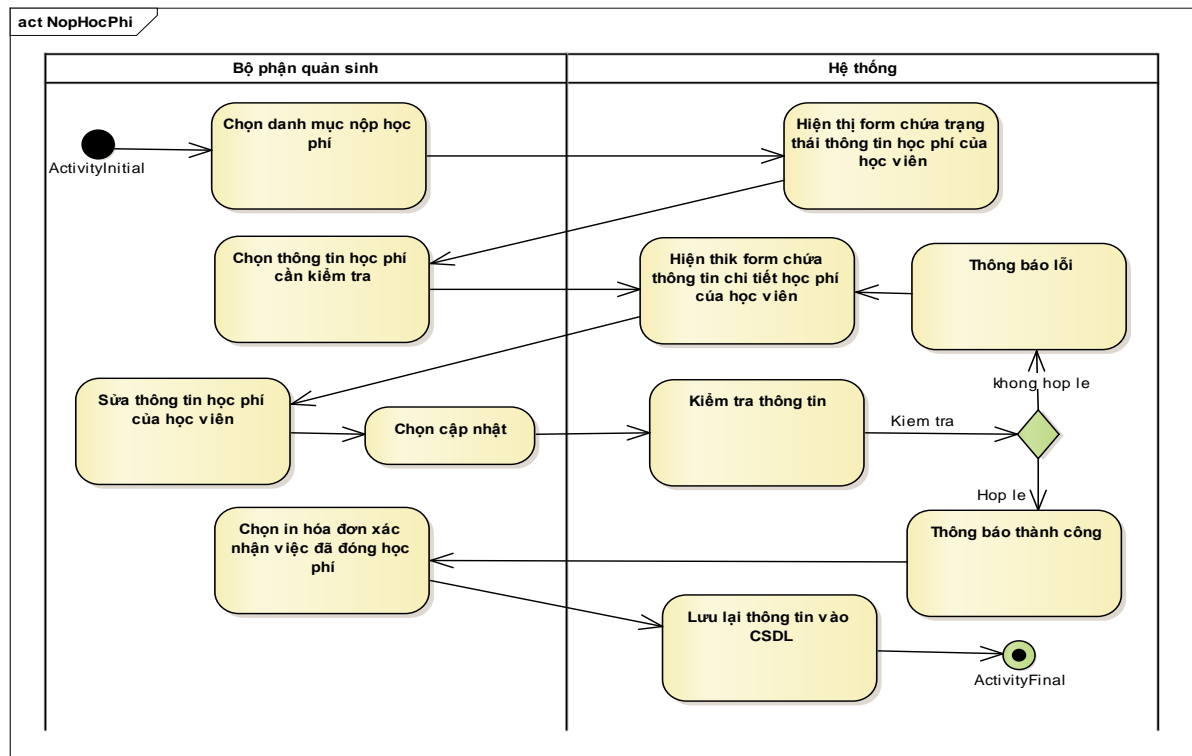 act NopHocPhi
Bộ phận quản sinh
Hệ thống
ActivityInitial
Chọn danh mục nộp học
phí
Hiện thị form chứa trạng
thái thông tin học phí của
học viên
Chọn thông tin học phí
cần kiểm tra
Hiện thik form chứa
thông tin chi tiết học phí
của học viên
Thông báo lỗi
khong hop le
Sửa thông tin học phí
của học viên
Chọn cập nhật
Kiểm tra thông tin
Kiem tra
Hop le
Chọn in hóa đơn xác
nhận việc đã đóng học
phí
Thông báo thành công
Lưu lại thông tin vào
CSDL
ActivityFinal